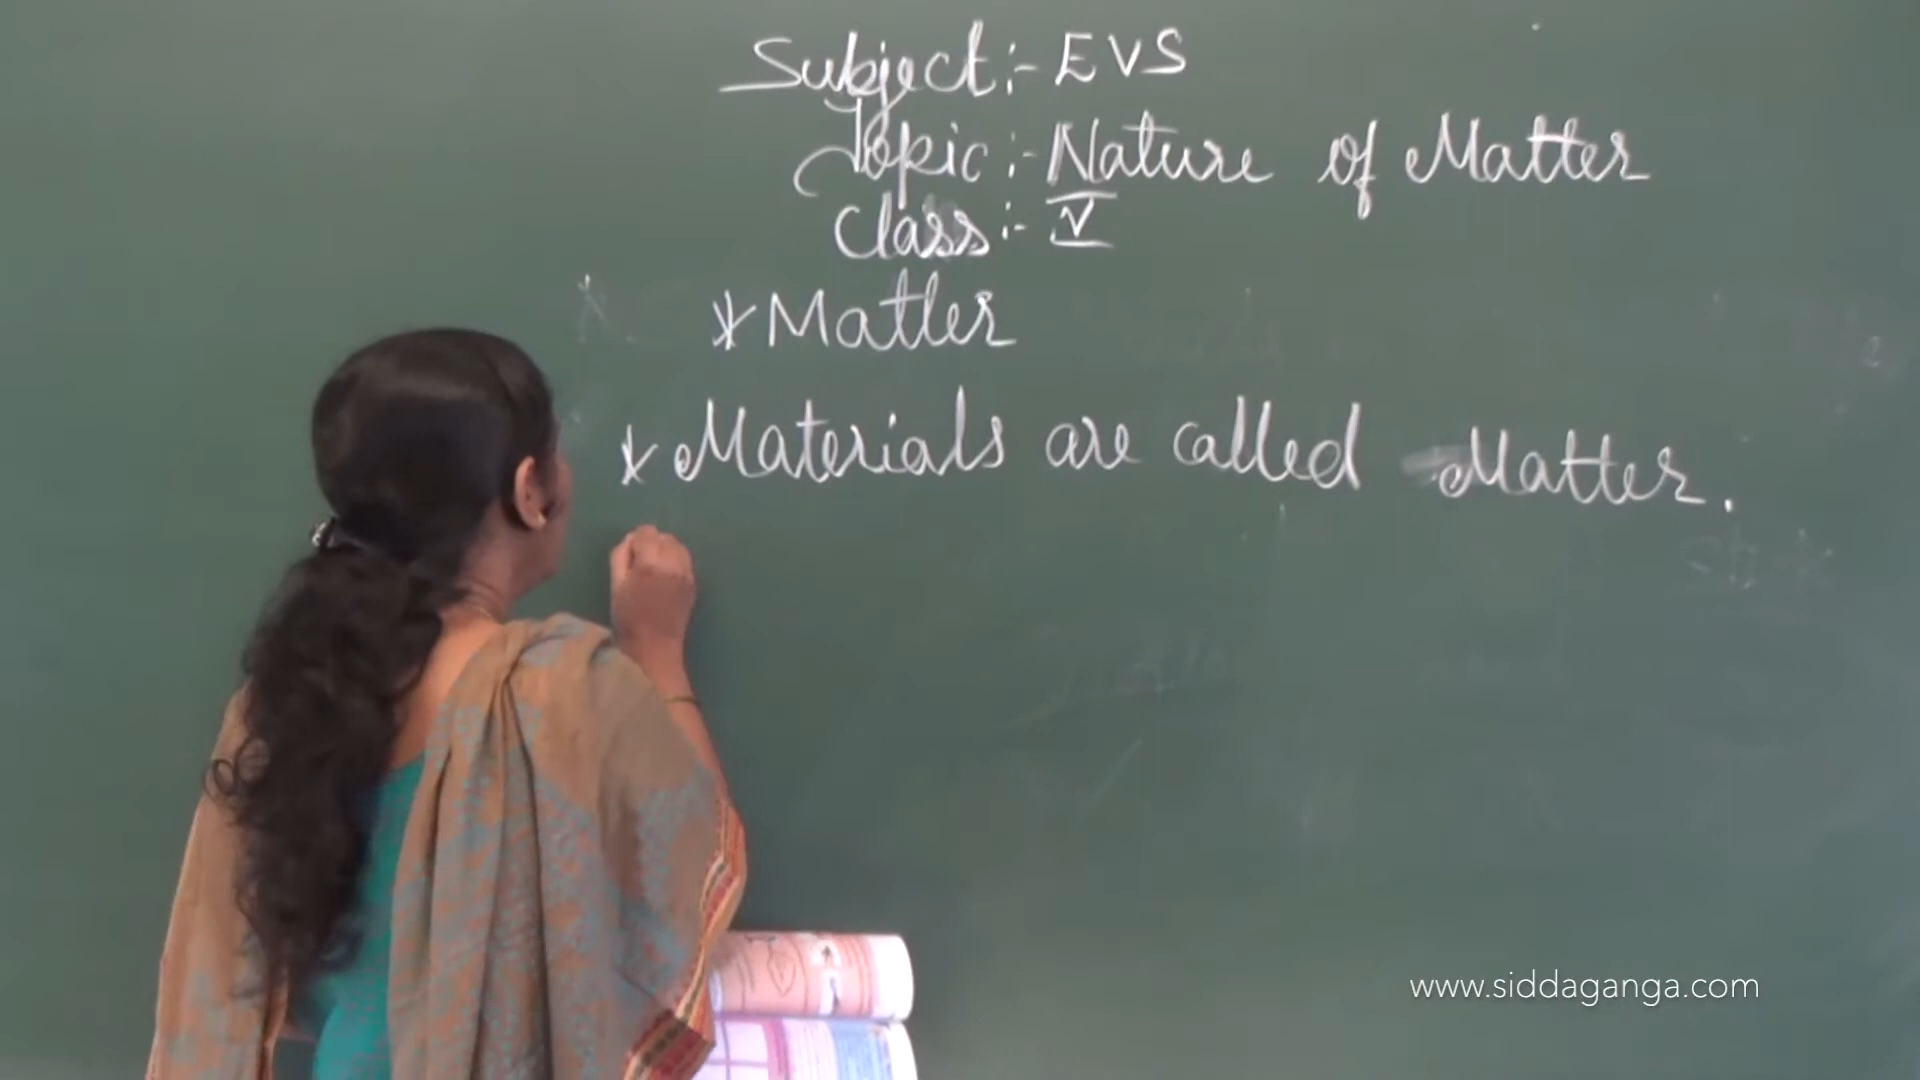 Subject :- EVS
Topic :- Nature of Matter
Class :- V
* Matter
* Materials are called Matter.
www.siddaganga.com